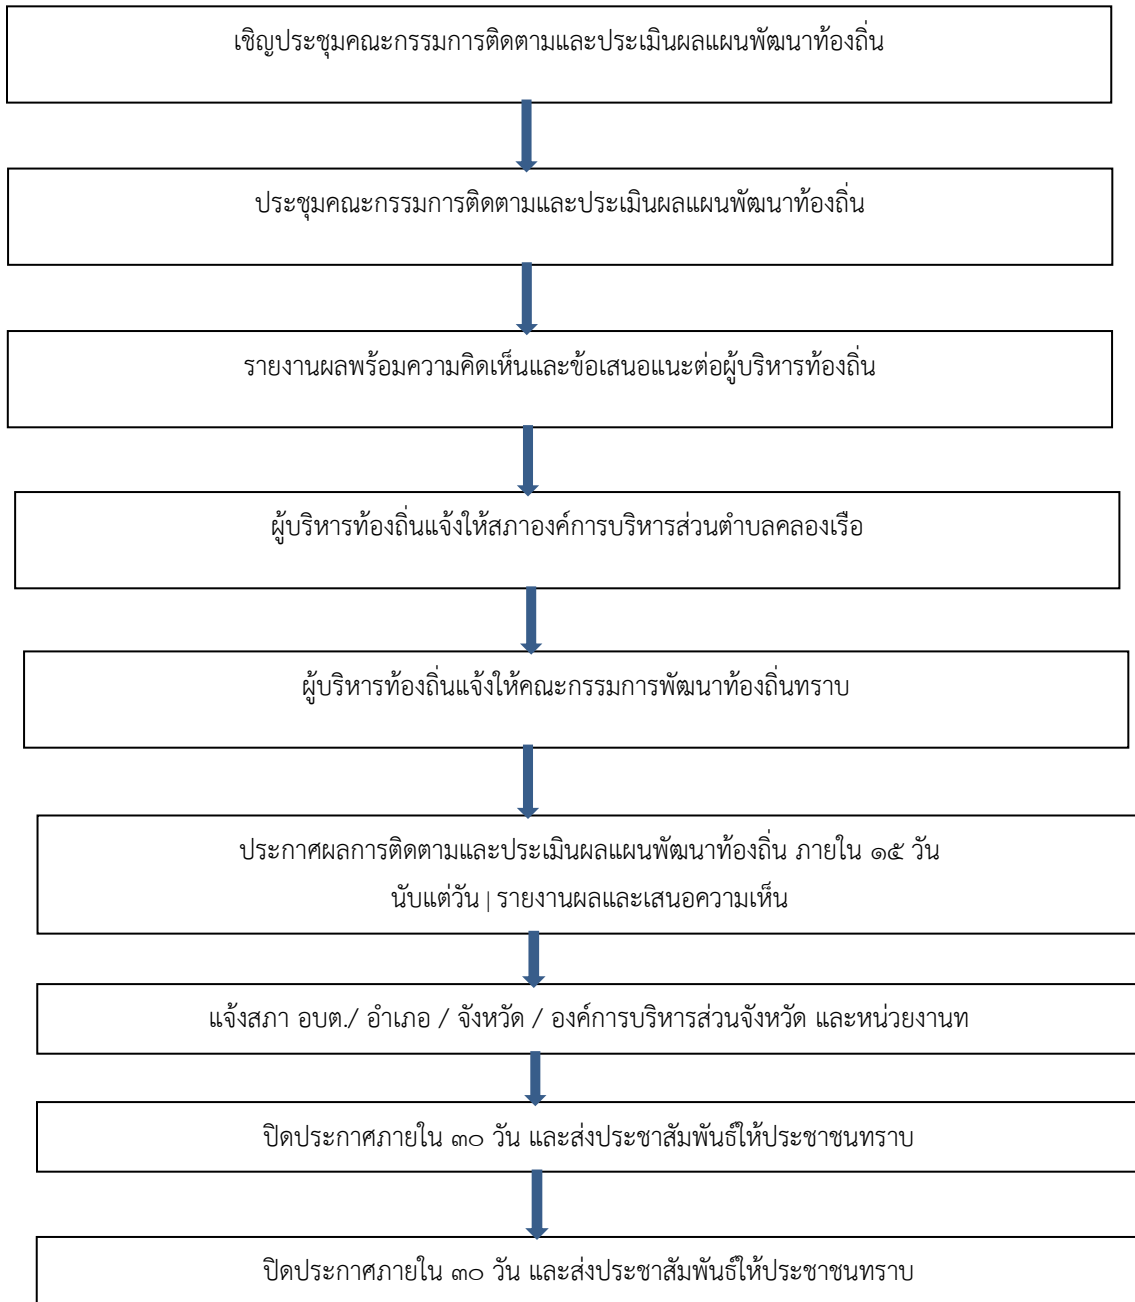 เชิญประชุมคณะกรรมการติดตามและประเมินผลแผนพัฒนาท้องถิ่น
ประชุมคณะกรรมการติดตามและประเมินผลแผนพัฒนาท้องถิ่น
รายงานผลพร้อมความคิดเห็นและข้อเสนอแนะต่อผู้บริหารท้องถิ่น
ผู้บริหารท้องถิ่นแจ้งให้สภาองค์การบริหารส่วนตำบลคลองเรือ
ผู้บริหารท้องถิ่นแจ้งให้คณะกรรมการพัฒนาท้องถิ่นทราบ
ประกาศผลการติดตามและประเมินผลแผนพัฒนาท้องถิ่น ภายใน ๑๕ วัน
นับแต่วัน | รายงานผลและเสนอความเห็น
แจ้งสภา อบต./ อำเภอ / จังหวัด / องค์การบริหารส่วนจังหวัด และหน่วยงานท
ปิดประกาศภายใน ๓๐ วัน และส่งประชาสัมพันธ์ให้ประชาชนทราบ
ปิดประกาศภายใน ๓๐ วัน และส่งประชาสัมพันธ์ให้ประชาชนทราบ